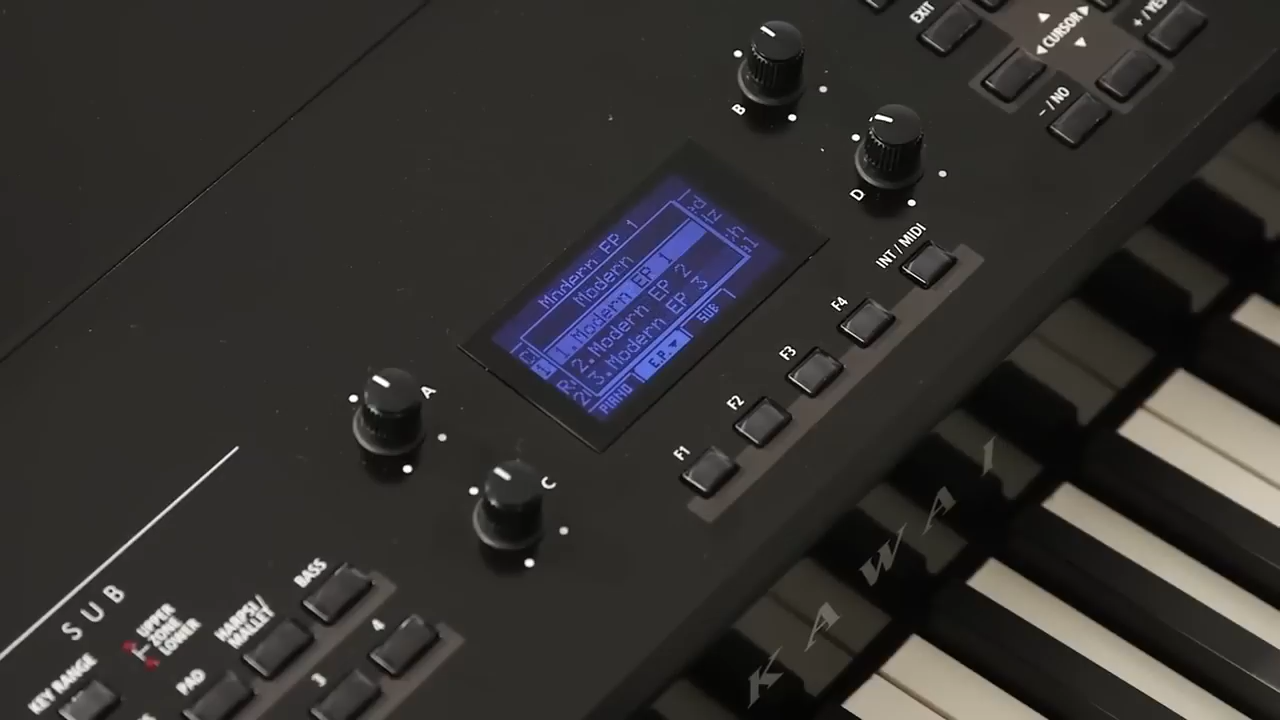 EXIT
CURSOR
+ / YES
- / NO
B
D
INT / MIDI
Modern EP 1
Modern
1.Modern EP 1
2.Modern EP 2
3.Modern EP 3
PIANO E.P. SUB
F4
F3
F2
F1
A
C
KAWAI
SUB
BASS
UPPER
ZONE
LOWER
HARPSI/
MALLET
4
KEY RANGE
PAD
3